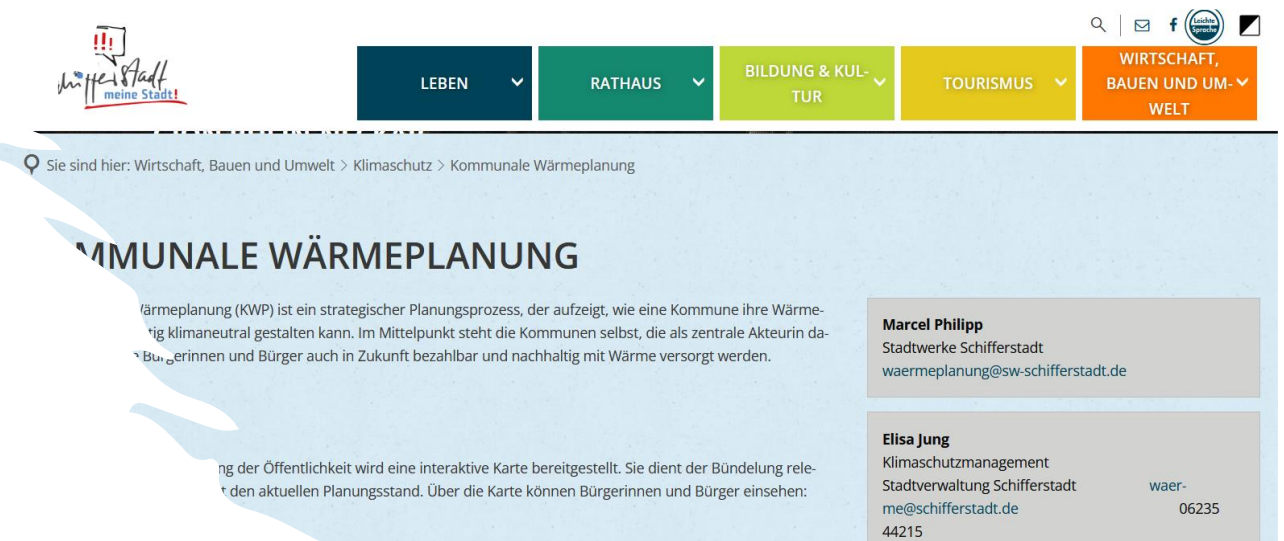 !!!
schifferstadt
meine Stadt!
Leichte
Sprache
LEBEN
RATHAUS
BILDUNG & KUL-
TUR
TOURISMUS
WIRTSCHAFT,
BAUEN UND UM-
WELT
Sie sind hier: Wirtschaft, Bauen und Umwelt > Klimaschutz > Kommunale Wärmeplanung
MMUNALE WÄRMEPLANUNG
Wärmeplanung (KWP) ist ein strategischer Planungsprozess, der aufzeigt, wie eine Kommune ihre Wärme-
tig klimaneutral gestalten kann. Im Mittelpunkt steht die Kommunen selbst, die als zentrale Akteurin da-
Bürgerinnen und Bürger auch in Zukunft bezahlbar und nachhaltig mit Wärme versorgt werden.
ng der Öffentlichkeit wird eine interaktive Karte bereitgestellt. Sie dient der Bündelung rele-
t den aktuellen Planungsstand. Über die Karte können Bürgerinnen und Bürger einsehen:
Marcel Philipp
Stadtwerke Schifferstadt
waermeplanung@sw-schifferstadt.de
Elisa Jung
Klimaschutzmanagement
Stadtverwaltung Schifferstadt waer-
me@schifferstadt.de 06235
44215